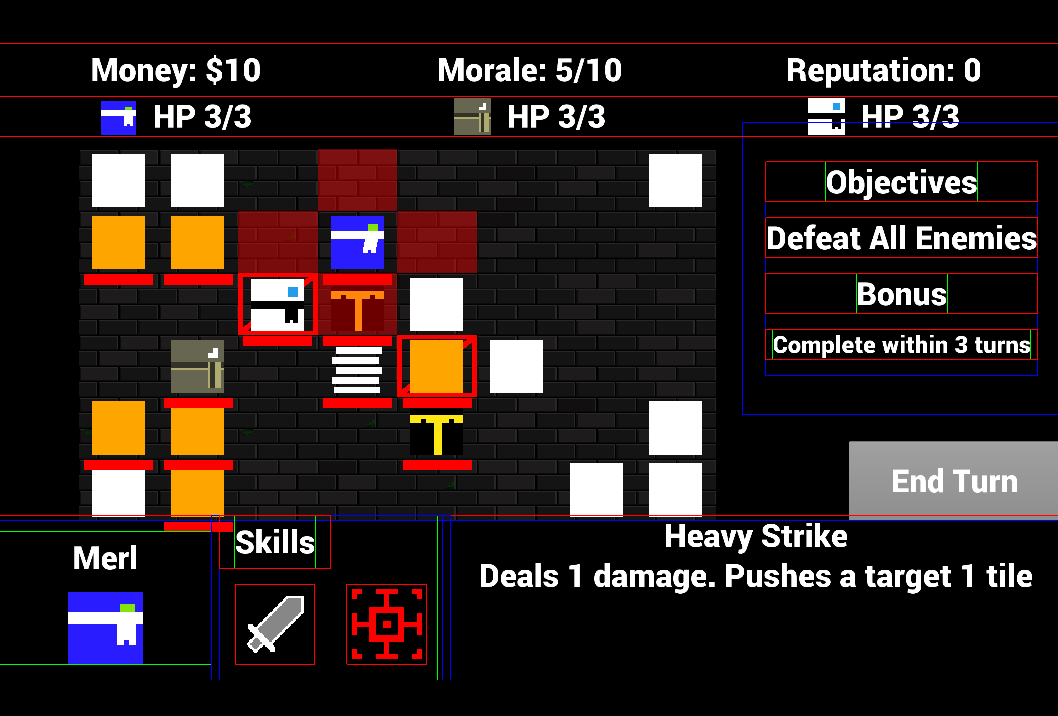 Money: $10 Morale: 5/10 Reputation: 0
HP 3/3 HP 3/3 HP 3/3
Objectives
Defeat All Enemies
Bonus
Complete within 3 turns
End Turn
Merl
Skills
Heavy Strike
Deals 1 damage. Pushes a target 1 tile